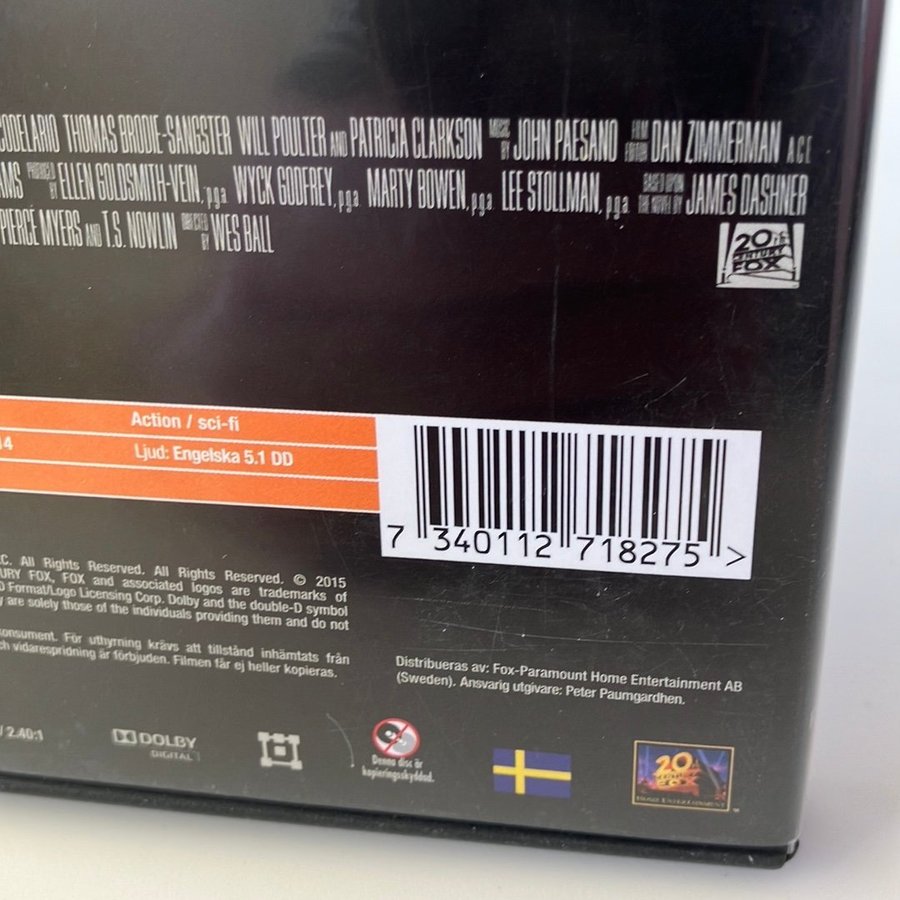 CODELARIO THOMAS BRODIE-SANGSTER WILL POULTER AND PATRICIA CLARKSON MUSIC BY JOHN PAESANO FILM EDITOR DAN ZIMMERMAN A.C.E
AMS PRODUCED BY ELLEN GOLDSMITH-VEIN, p.g.a. WYCK GODFREY, p.g.a. MARTY BOWEN, p.g.a. LEE STOLLMAN, p.g.a. BASED UPON THE NOVEL BY JAMES DASHNER
PIERCE MYERS AND T.S. NOWLIN DIRECTED BY WES BALL
20TH CENTURY FOX
Action / sci-fi
14 Ljud: Engelska 5.1 DD
7 340112 718275 >
C. All Rights Reserved. All Rights Reserved. © 2015
URY FOX, FOX and associated logos are trademarks of
D Format/Logo Licensing Corp. Dolby and the double-D symbol
y are solely those of the individuals providing them and do not
konsument. För uthyrning krävs att tillstånd inhämtats från
ch vidarespridning är förbjuden. Filmen får ej heller kopieras.
Distribueras av: Fox-Paramount Home Entertainment AB
(Sweden). Ansvarig utgivare: Peter Paumgardhen.
/ 2.40:1
DOLBY
DIGITAL
Denna disc är
kopieringsskyddad.
20TH CENTURY FOX
HOME ENTERTAINMENT